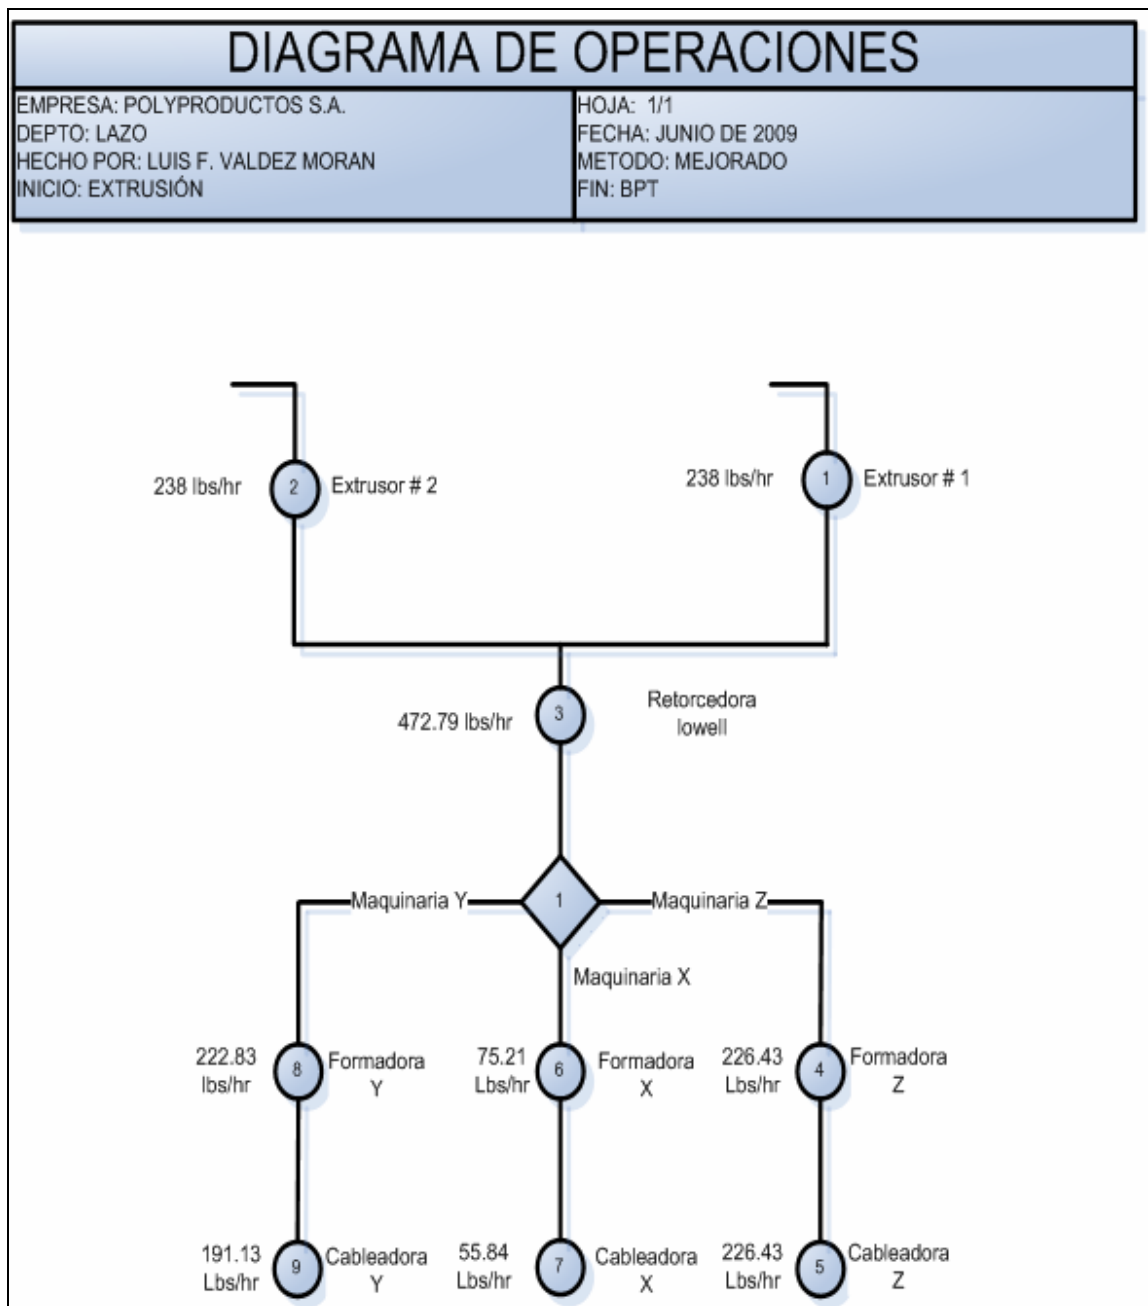 DIAGRAMA DE OPERACIONES
EMPRESA: POLYPRODUCTOS S.A.
DEPTO: LAZO
HECHO POR: LUIS F. VALDEZ MORAN
INICIO: EXTRUSIÓN
HOJA: 1/1
FECHA: JUNIO DE 2009
METODO: MEJORADO
FIN: BPT
238 lbs/hr
2
Extrusor # 2
238 lbs/hr
1
Extrusor # 1
472.79 lbs/hr
3
Retorcedora
lowell
Maquinaria Y
1
Maquinaria Z
Maquinaria X
222.83
lbs/hr
8
Formadora
Y
75.21
Lbs/hr
6
Formadora
X
226.43
Lbs/hr
4
Formadora
Z
191.13
Lbs/hr
9
Cableadora
Y
55.84
Lbs/hr
7
Cableadora
X
226.43
Lbs/hr
5
Cableadora
Z